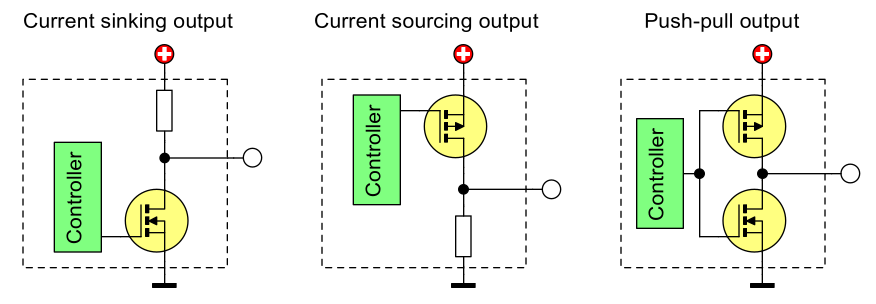 Current sinking output
Current sourcing output
Push-pull output
Controller
Controller
Controller